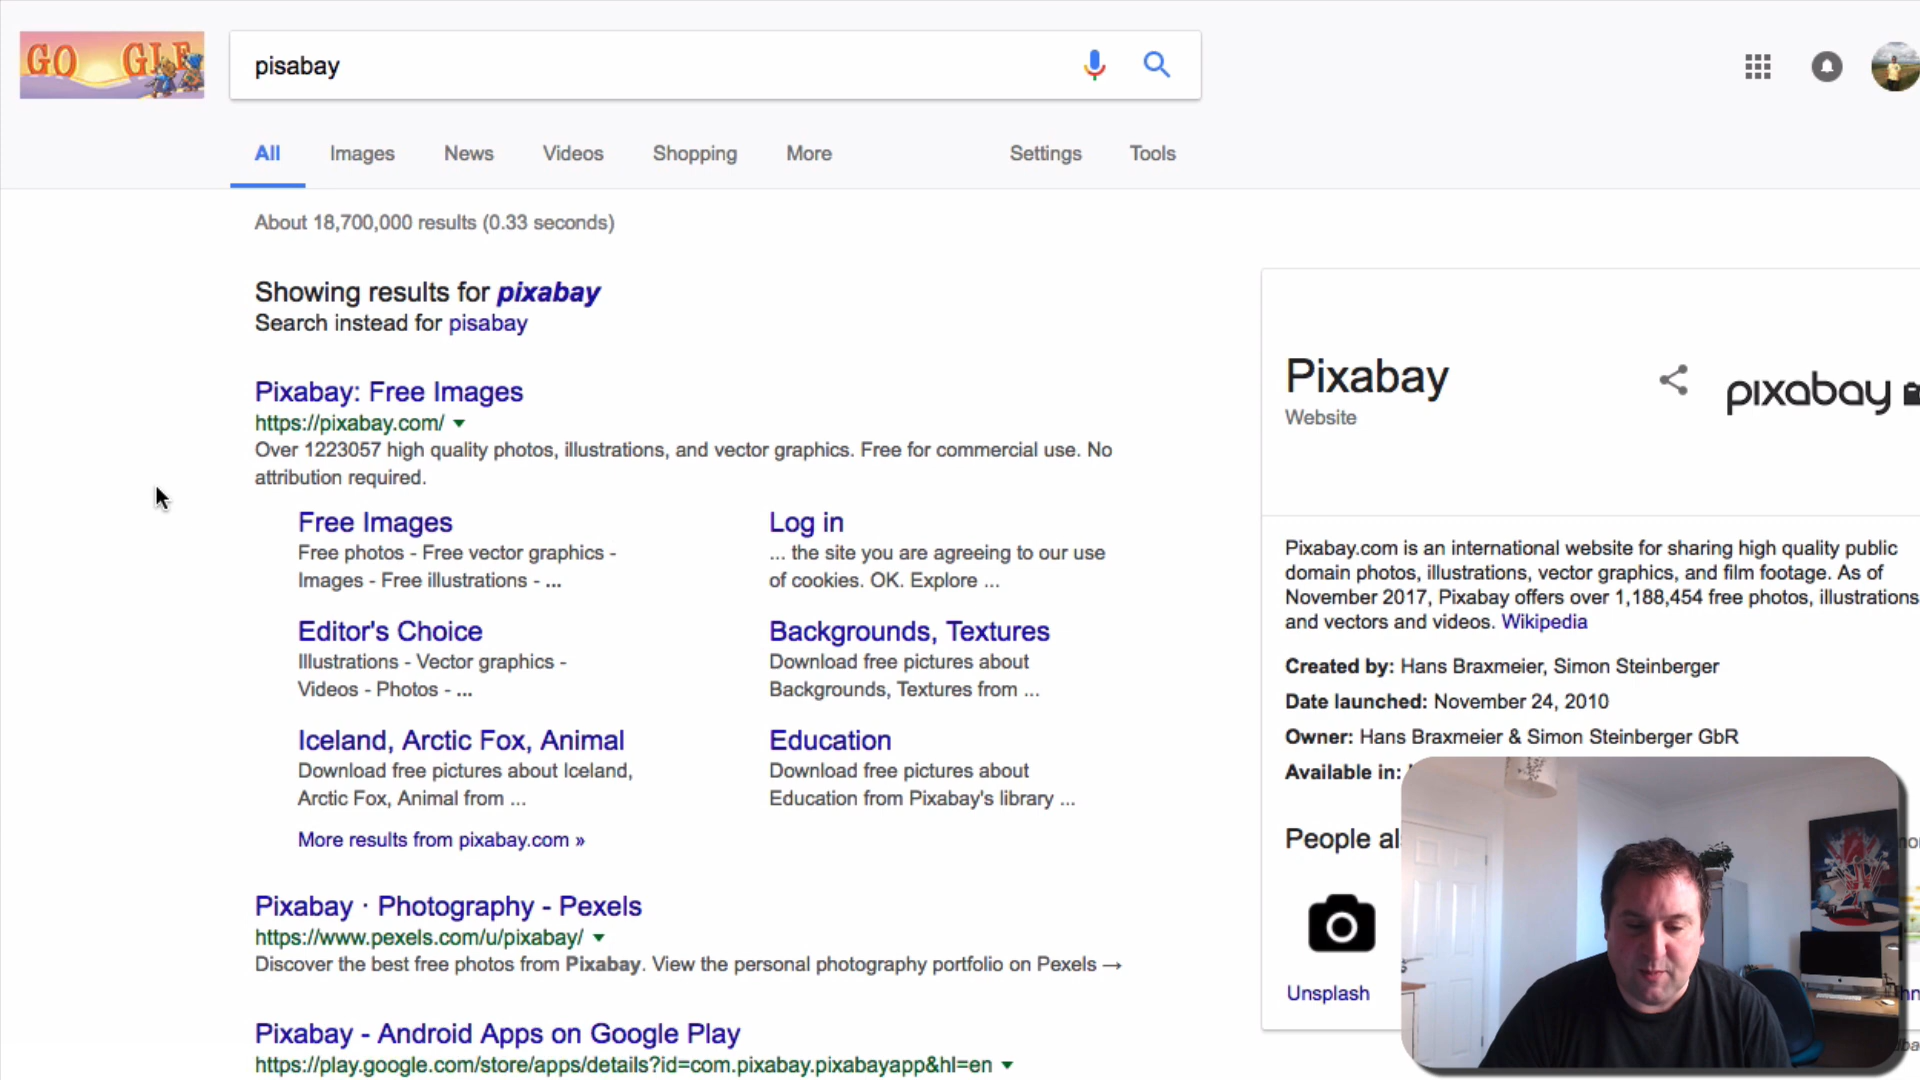 GO GLE
pisabay
All Images News Videos Shopping More Settings Tools
About 18,700,000 results (0.33 seconds)
Showing results for pixabay
Search instead for pisabay
Pixabay: Free Images
https://pixabay.com/
Over 1223057 high quality photos, illustrations, and vector graphics. Free for commercial use. No
attribution required.
Free Images
Free photos - Free vector graphics -
Images - Free illustrations - ...
Log in
... the site you are agreeing to our use
of cookies. OK. Explore ...
Editor's Choice
Illustrations - Vector graphics -
Videos - Photos - ...
Backgrounds, Textures
Download free pictures about
Backgrounds, Textures from ...
Iceland, Arctic Fox, Animal
Download free pictures about Iceland,
Arctic Fox, Animal from ...
Education
Download free pictures about
Education from Pixabay's library ...
More results from pixabay.com »
Pixabay · Photography - Pexels
https://www.pexels.com/u/pixabay/
Discover the best free photos from Pixabay. View the personal photography portfolio on Pexels →
Pixabay - Android Apps on Google Play
https://play.google.com/store/apps/details?id=com.pixabay.pixabayapp&hl=en
Pixabay
Website
pixabay
Pixabay.com is an international website for sharing high quality public
domain photos, illustrations, vector graphics, and film footage. As of
November 2017, Pixabay offers over 1,188,454 free photos, illustrations
and vectors and videos. Wikipedia
Created by: Hans Braxmeier, Simon Steinberger
Date launched: November 24, 2010
Owner: Hans Braxmeier & Simon Steinberger GbR
Available in:
People al
Unsplash